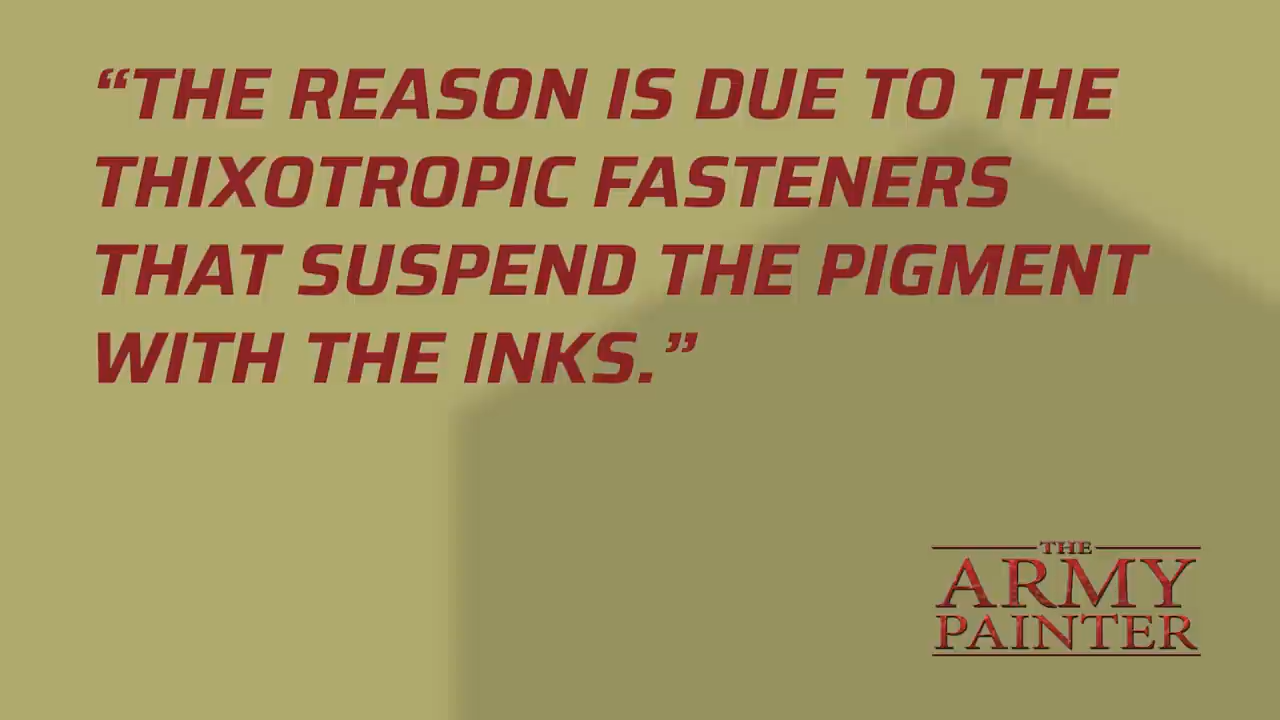 “THE REASON IS DUE TO THE
THIXOTROPIC FASTENERS
THAT SUSPEND THE PIGMENT
WITH THE INKS.”
THE
ARMY
PAINTER